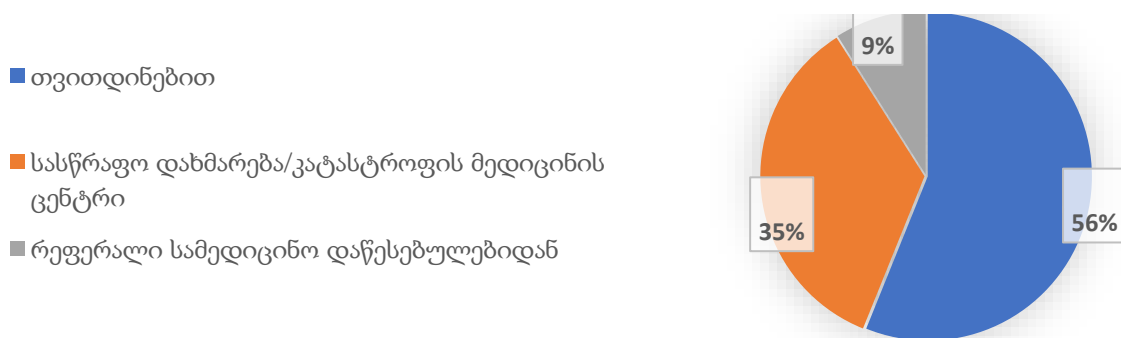 თვითდინებით
სასწრაფო დახმარება/კატასტროფის მედიცინის
ცენტრი
რეფერალი სამედიცინო დაწესებულებიდან
9%
35%
56%